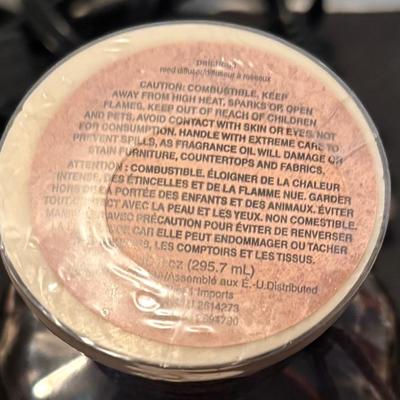 patchouli
reed diffuser/diffuseur à roseaux
CAUTION: COMBUSTIBLE. KEEP
AWAY FROM HIGH HEAT, SPARKS OR OPEN
FLAMES. KEEP OUT OF REACH OF CHILDREN
AND PETS. AVOID CONTACT WITH SKIN OR EYES. NOT
FOR CONSUMPTION. HANDLE WITH EXTREME CARE TO
PREVENT SPILLS, AS FRAGRANCE OIL WILL DAMAGE OR
STAIN FURNITURE, COUNTERTOPS AND FABRICS.
ATTENTION : COMBUSTIBLE. ÉLOIGNER DE LA CHALEUR
INTENSE, DES ÉTINCELLES ET DE LA FLAMME NUE. GARDER
HORS DE LA PORTÉE DES ENFANTS ET DES ANIMAUX. ÉVITER
TOUT CONTACT AVEC LA PEAU ET LES YEUX. NON COMESTIBLE.
AVEC PRÉCAUTION POUR ÉVITER DE RENVERSER
CAR ELLE PEUT ENDOMMAGER OU TACHER
LES COMPTOIRS ET LES TISSUS.
oz (295.7 mL)
/Assemblé aux É.-U.Distributed
Imports
2614273